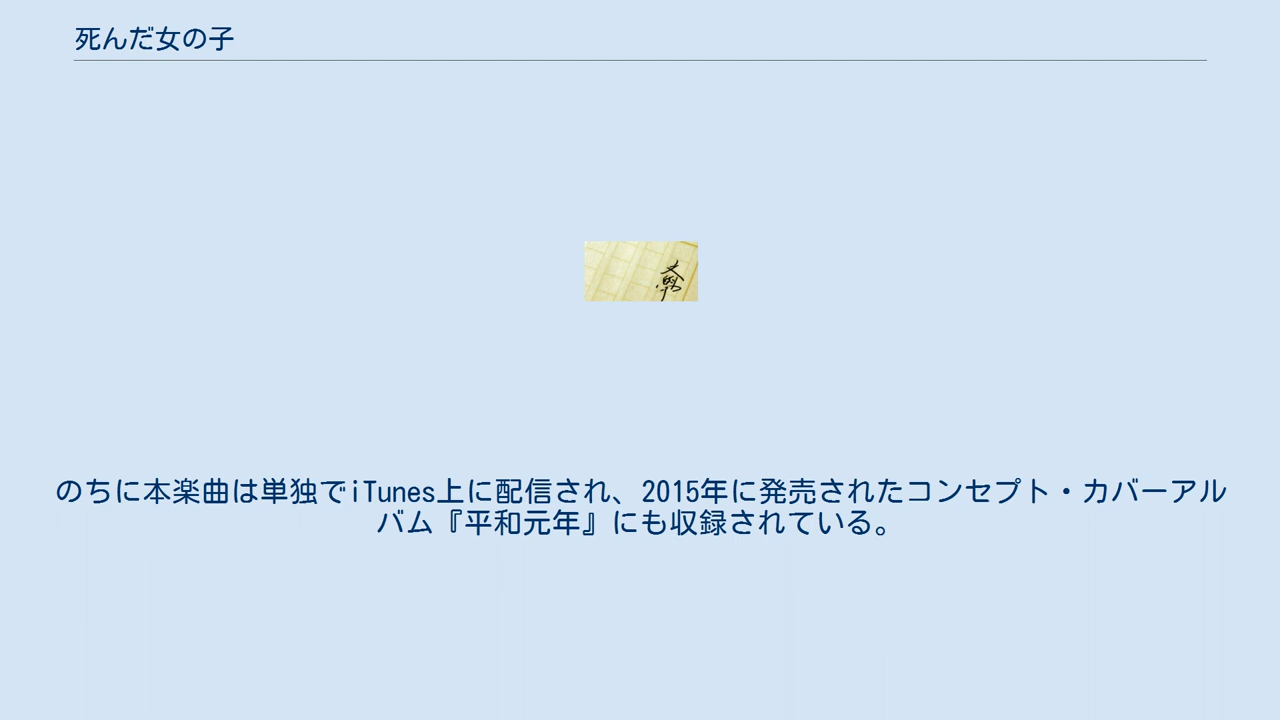 死んだ女の子
のちに本楽曲は単独でiTunes上に配信され、2015年に発売されたコンセプト・カバーアル
バム『平和元年』にも収録されている。